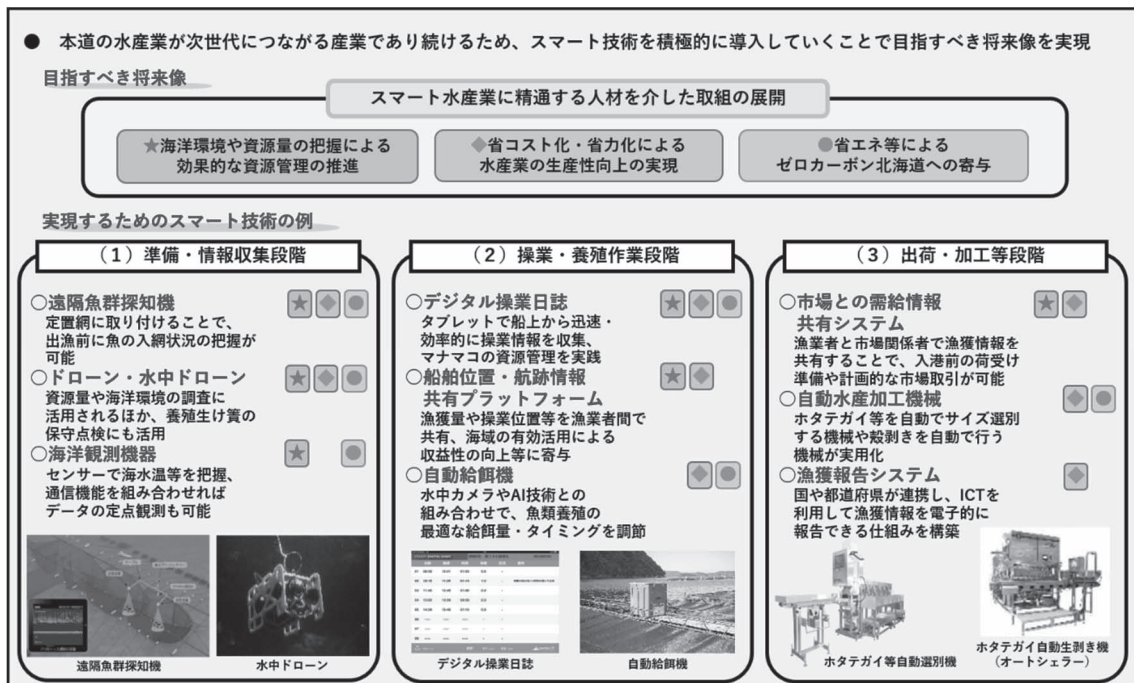 ● 本道の水産業が次世代につながる産業であり続けるため、スマート技術を積極的に導入していくことで目指すべき将来像を実現
目指すべき将来像
スマート水産業に精通する人材を介した取組の展開
★海洋環境や資源量の把握による
効果的な資源管理の推進
◆省コスト化・省力化による
水産業の生産性向上の実現
●省エネ等による
ゼロカーボン北海道への寄与
実現するためのスマート技術の例
（１）準備・情報収集段階
○遠隔魚群探知機
定置網に取り付けることで、
出漁前に魚の入網状況の把握が
可能
○ドローン・水中ドローン
資源量や海洋環境の調査に
活用されるほか、養殖生け簀の
保守点検にも活用
○海洋観測機器
センサーで海水温等を把握、
通信機能を組み合わせれば
データの定点観測も可能
遠隔魚群探知機
水中ドローン
（２）操業・養殖作業段階
○デジタル操業日誌
タブレットで船上から迅速・
効率的に操業情報を収集、
マナマコの資源管理を実践
○船舶位置・航跡情報
共有プラットフォーム
漁獲量や操業位置等を漁業者間で
共有、海域の有効活用による
収益性の向上等に寄与
○自動給餌機
水中カメラやAI技術との
組み合わせで、魚類養殖の
最適な給餌量・タイミングを調節
デジタル操業日誌
自動給餌機
（３）出荷・加工等段階
○市場との需給情報
共有システム
漁業者と市場関係者で漁獲情報を
共有することで、入港前の荷受け
準備や計画的な市場取引が可能
○自動水産加工機械
ホタテガイ等を自動でサイズ選別
する機械や殻剥きを自動で行う
機械が実用化
○漁獲報告システム
国や都道府県が連携し、ICTを
利用して漁獲情報を電子的に
報告できる仕組みを構築
ホタテガイ等自動選別機
ホタテガイ自動生剥き機
（オートシェラー）